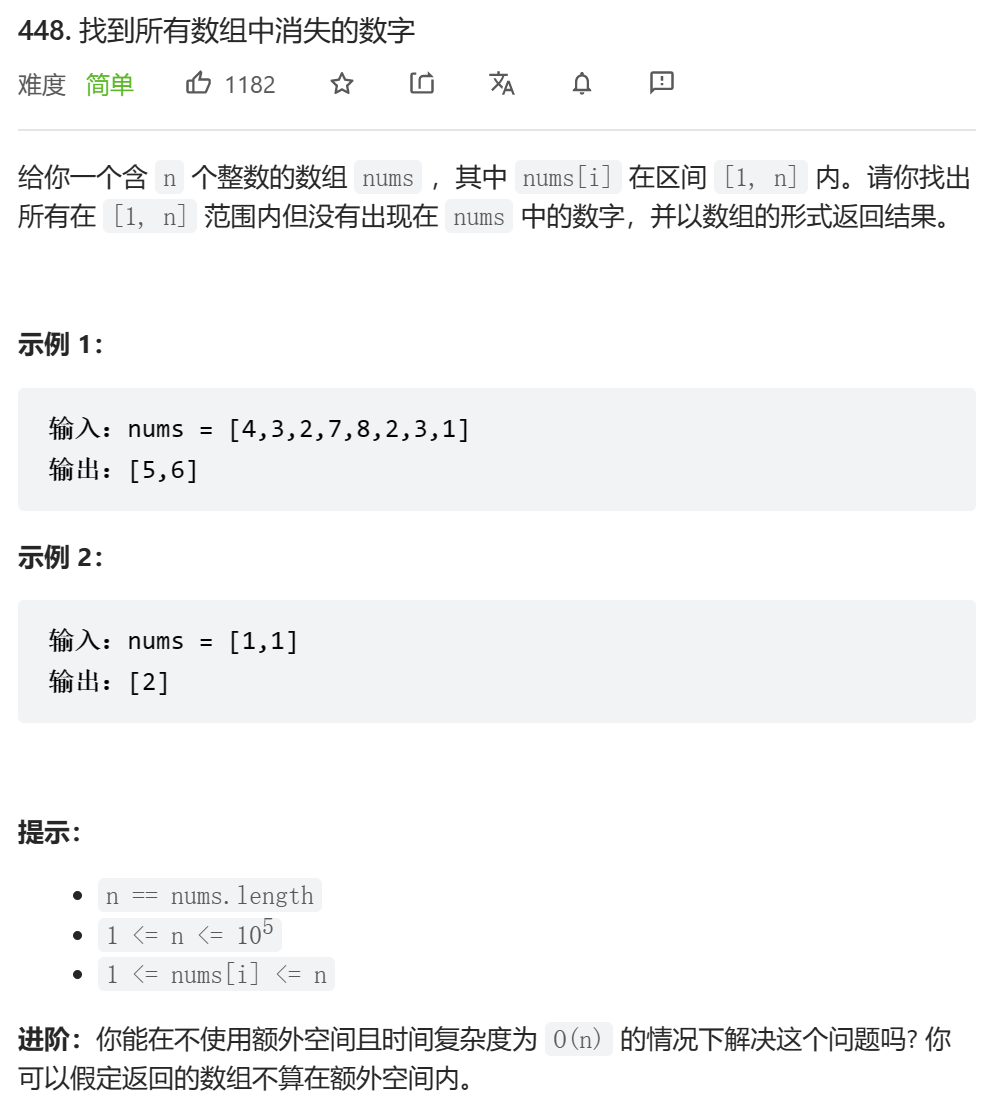 448. 找到所有数组中消失的数字
难度 简单 1182
给你一个含 n 个整数的数组 nums ，其中 nums[i] 在区间 [1, n] 内。请你找出
所有在 [1, n] 范围内但没有出现在 nums 中的数字，并以数组的形式返回结果。
示例 1：
输入：nums = [4,3,2,7,8,2,3,1]
输出：[5,6]
示例 2：
输入：nums = [1,1]
输出：[2]
提示：
n == nums.length
1 <= n <= 10⁵
1 <= nums[i] <= n
进阶：你能在不使用额外空间且时间复杂度为 O(n) 的情况下解决这个问题吗? 你
可以假定返回的数组不算在额外空间内。